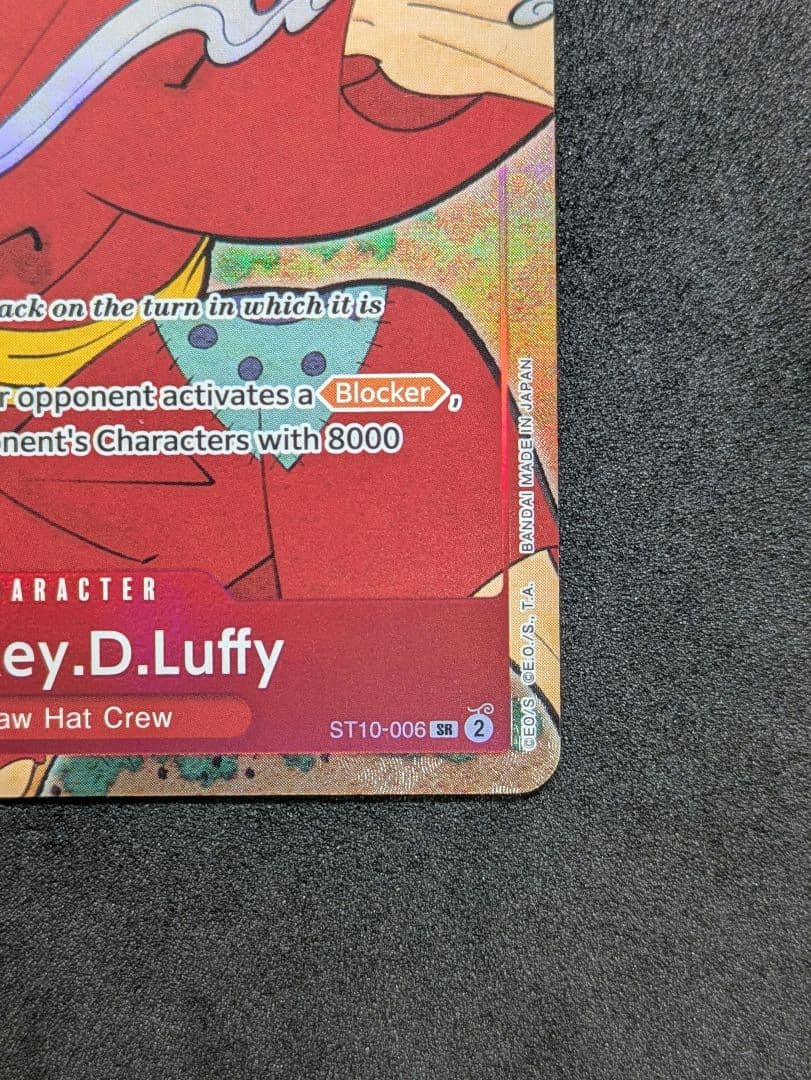 ack on the turn in which it is
r opponent activates a Blocker,
nent's Characters with 8000
ARACTER
ey.D.Luffy
aw Hat Crew
ST10-006 SR 2
©EO/S ©E.O./S., T.A. BANDAI MADE IN JAPAN